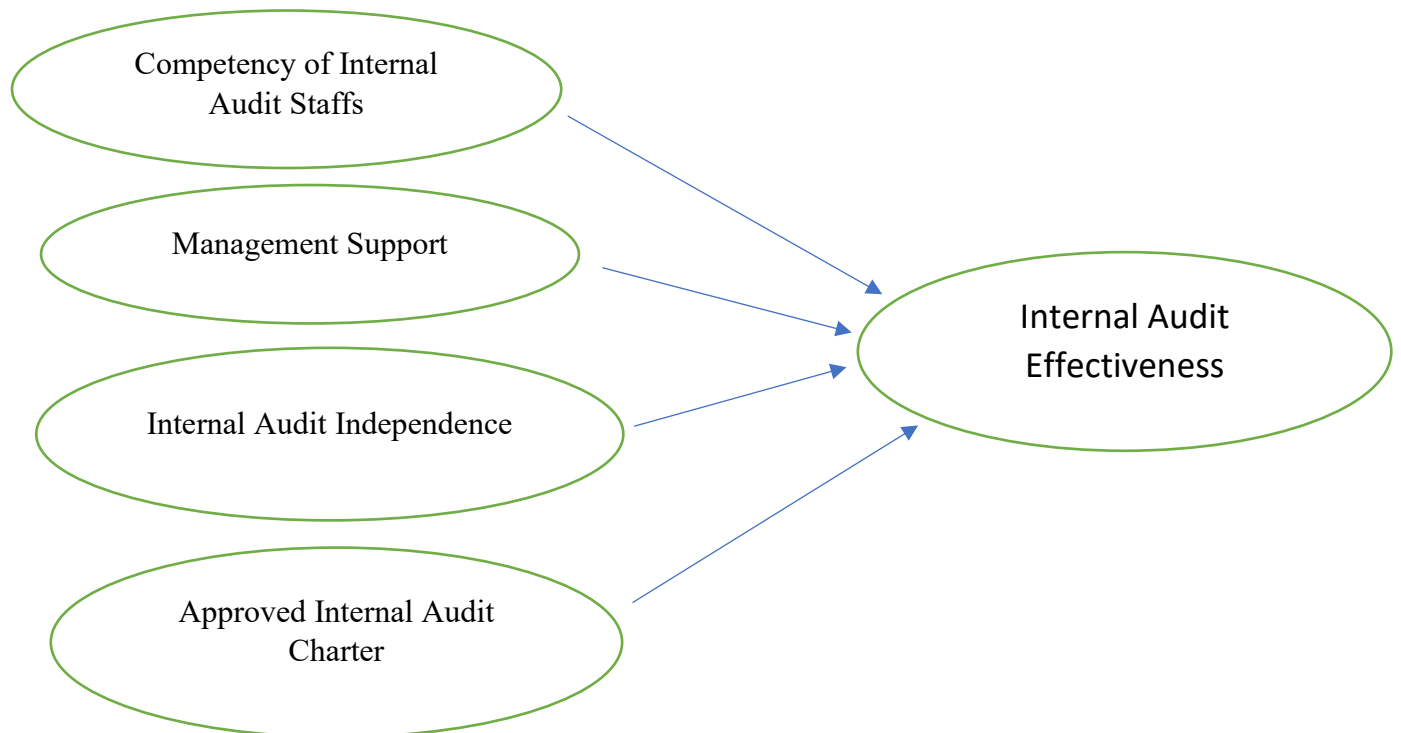 Competency of Internal
Audit Staffs
Management Support
Internal Audit Independence
Approved Internal Audit
Charter
Internal Audit
Effectiveness